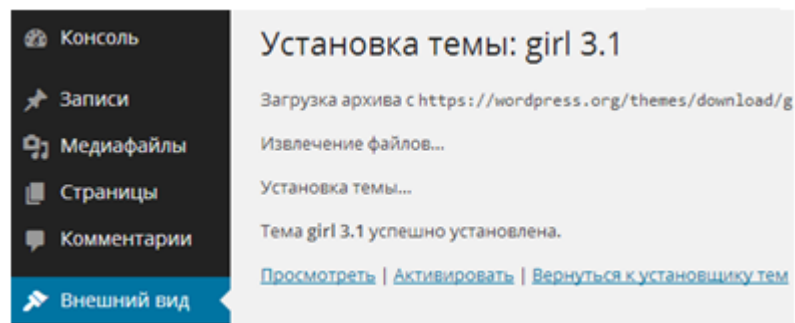 Консоль
Записи
Медиафайлы
Страницы
Комментарии
Внешний вид
Установка темы: girl 3.1
Загрузка архива с https://wordpress.org/themes/download/g
Извлечение файлов...
Установка темы...
Тема girl 3.1 успешно установлена.
Просмотреть | Активировать | Вернуться к установщику тем